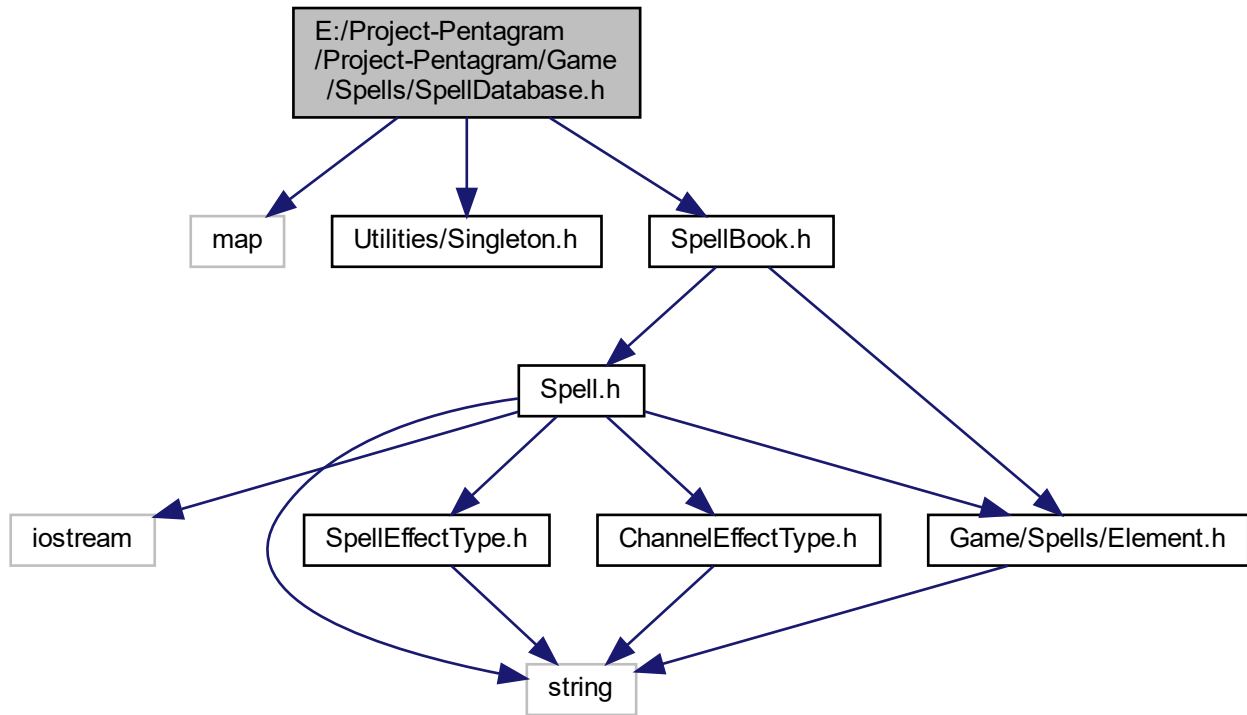 E:/Project-Pentagram
/Project-Pentagram/Game
/Spells/SpellDatabase.h
map
Utilities/Singleton.h
SpellBook.h
Spell.h
iostream
SpellEffectType.h
ChannelEffectType.h
Game/Spells/Element.h
string